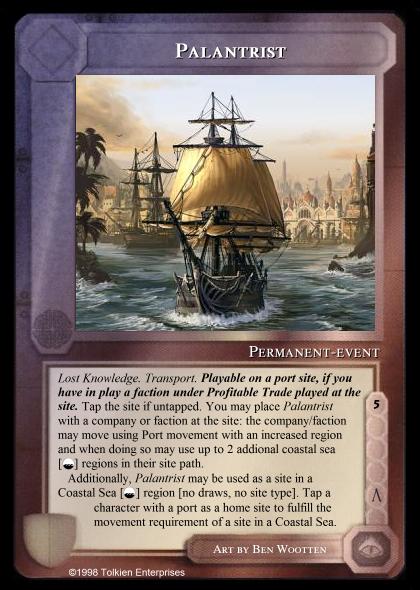 PALANTRIST
PERMANENT-EVENT
Lost Knowledge. Transport. Playable on a port site, if you
have in play a faction under Profitable Trade played at the
site. Tap the site if untapped. You may place Palantrist
with a company or faction at the site: the company/faction
may move using Port movement with an increased region
and when doing so may use up to 2 addional coastal sea
[] regions in their site path.
Additionally, Palantrist may be used as a site in a
Coastal Sea [] region [no draws, no site type]. Tap a
character with a port as a home site to fulfill the
movement requirement of a site in a Coastal Sea.
5
ART BY BEN WOOTTEN
©1998 Tolkien Enterprises